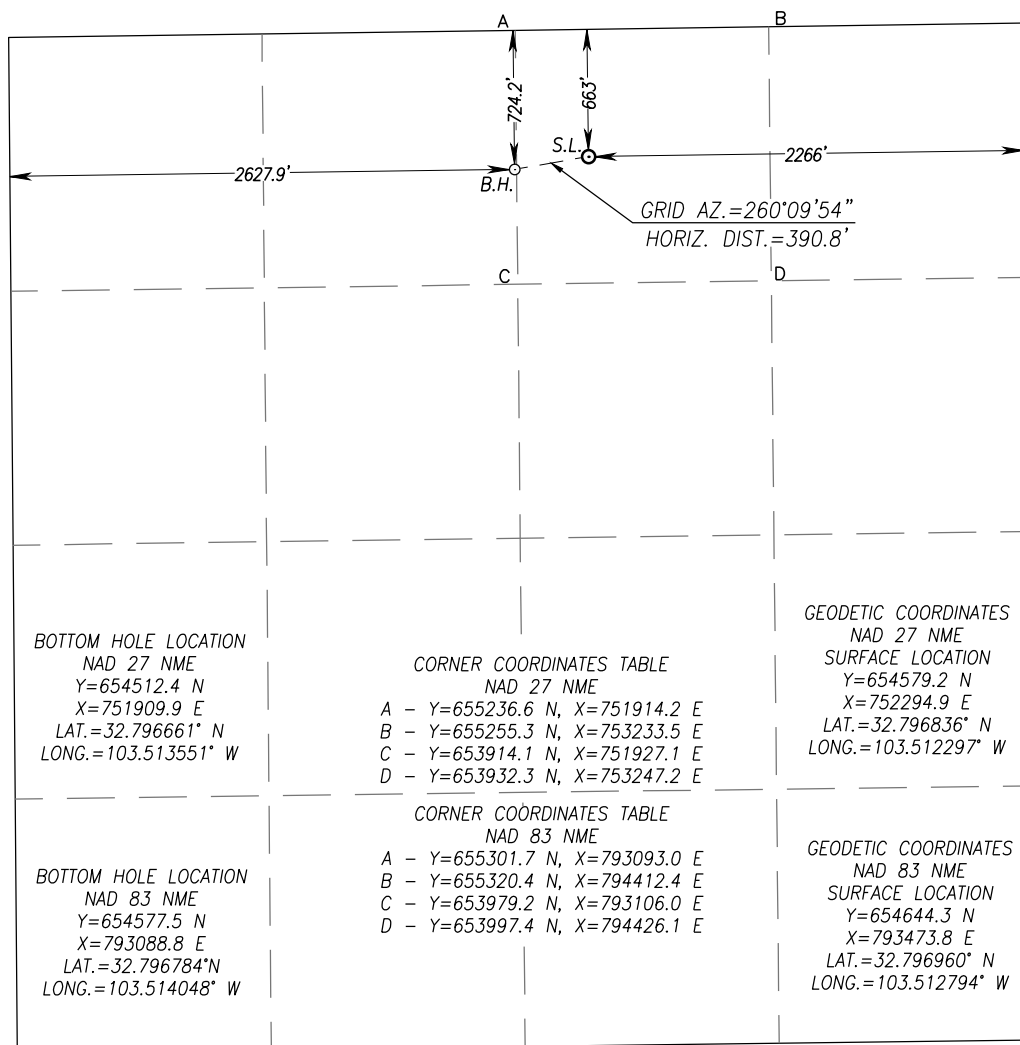 A
B
724.2'
663'
S.L.
2627.9'
2266'
B.H.
GRID AZ.=260°09'54"
HORIZ. DIST.=390.8'
C
D
BOTTOM HOLE LOCATION
NAD 27 NME
Y=654512.4 N
X=751909.9 E
LAT.=32.796661° N
LONG.=103.513551° W
CORNER COORDINATES TABLE
NAD 27 NME
A - Y=655236.6 N, X=751914.2 E
B - Y=655255.3 N, X=753233.5 E
C - Y=653914.1 N, X=751927.1 E
D - Y=653932.3 N, X=753247.2 E
GEODETIC COORDINATES
NAD 27 NME
SURFACE LOCATION
Y=654579.2 N
X=752294.9 E
LAT.=32.796836° N
LONG.=103.512297° W
BOTTOM HOLE LOCATION
NAD 83 NME
Y=654577.5 N
X=793088.8 E
LAT.=32.796784°N
LONG.=103.514048° W
CORNER COORDINATES TABLE
NAD 83 NME
A - Y=655301.7 N, X=793093.0 E
B - Y=655320.4 N, X=794412.4 E
C - Y=653979.2 N, X=793106.0 E
D - Y=653997.4 N, X=794426.1 E
GEODETIC COORDINATES
NAD 83 NME
SURFACE LOCATION
Y=654644.3 N
X=793473.8 E
LAT.=32.796960° N
LONG.=103.512794° W